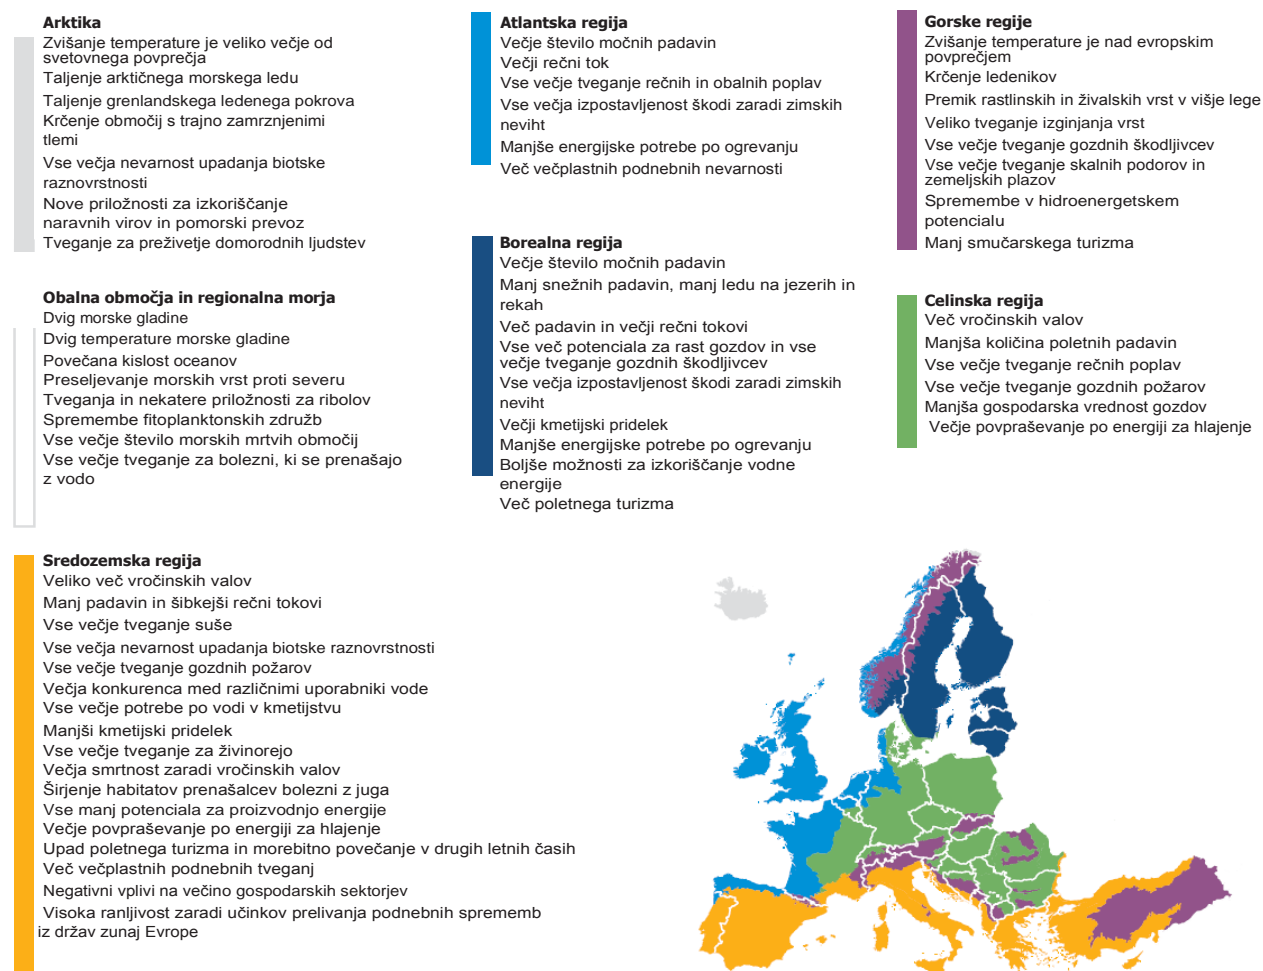 Arktika
Zvišanje temperature je veliko večje od
svetovnega povprečja
Taljenje arktičnega morskega ledu
Taljenje grenlandskega ledenega pokrova
Krčenje območij s trajno zamrznjenimi
tlemi
Vse večja nevarnost upadanja biotske
raznovrstnosti
Nove priložnosti za izkoriščanje
naravnih virov in pomorski prevoz
Tveganje za preživetje domorodnih ljudstev
Obalna območja in regionalna morja
Dvig morske gladine
Dvig temperature morske gladine
Povečana kislost oceanov
Preseljevanje morskih vrst proti severu
Tveganja in nekatere priložnosti za ribolov
Spremembe fitoplanktonskih združb
Vse večje število morskih mrtvih območij
Vse večje tveganje za bolezni, ki se prenašajo
z vodo
Atlantska regija
Večje število močnih padavin
Večji rečni tok
Vse večje tveganje rečnih in obalnih poplav
Vse večja izpostavljenost škodi zaradi zimskih
neviht
Manjše energijske potrebe po ogrevanju
Več večplastnih podnebnih nevarnosti
Borealna regija
Večje število močnih padavin
Manj snežnih padavin, manj ledu na jezerih in
rekah
Več padavin in večji rečni tokovi
Vse več potenciala za rast gozdov in vse
večje tveganje gozdnih škodljivcev
Vse večja izpostavljenost škodi zaradi zimskih
neviht
Večji kmetijski pridelek
Manjše energijske potrebe po ogrevanju
Boljše možnosti za izkoriščanje vodne
energije
Več poletnega turizma
Gorske regije
Zvišanje temperature je nad evropskim
povprečjem
Krčenje ledenikov
Premik rastlinskih in živalskih vrst v višje lege
Veliko tveganje izginjanja vrst
Vse večje tveganje gozdnih škodljivcev
Vse večje tveganje skalnih podorov in
zemeljskih plazov
Spremembe v hidroenergetskem
potencialu
Manj smučarskega turizma
Celinska regija
Več vročinskih valov
Manjša količina poletnih padavin
Vse večje tveganje rečnih poplav
Vse večje tveganje gozdnih požarov
Manjša gospodarska vrednost gozdov
Večje povpraševanje po energiji za hlajenje
Sredozemska regija
Veliko več vročinskih valov
Manj padavin in šibkejši rečni tokovi
Vse večje tveganje suše
Vse večja nevarnost upadanja biotske raznovrstnosti
Vse večje tveganje gozdnih požarov
Večja konkurenca med različnimi uporabniki vode
Vse večje potrebe po vodi v kmetijstvu
Manjši kmetijski pridelek
Vse večje tveganje za živinorejo
Večja smrtnost zaradi vročinskih valov
Širjenje habitatov prenašalcev bolezni z juga
Vse manj potenciala za proizvodnjo energije
Večje povpraševanje po energiji za hlajenje
Upad poletnega turizma in morebitno povečanje v drugih letnih časih
Več večplastnih podnebnih tveganj
Negativni vplivi na večino gospodarskih sektorjev
Visoka ranljivost zaradi učinkov prelivanja podnebnih sprememb
iz držav zunaj Evrope